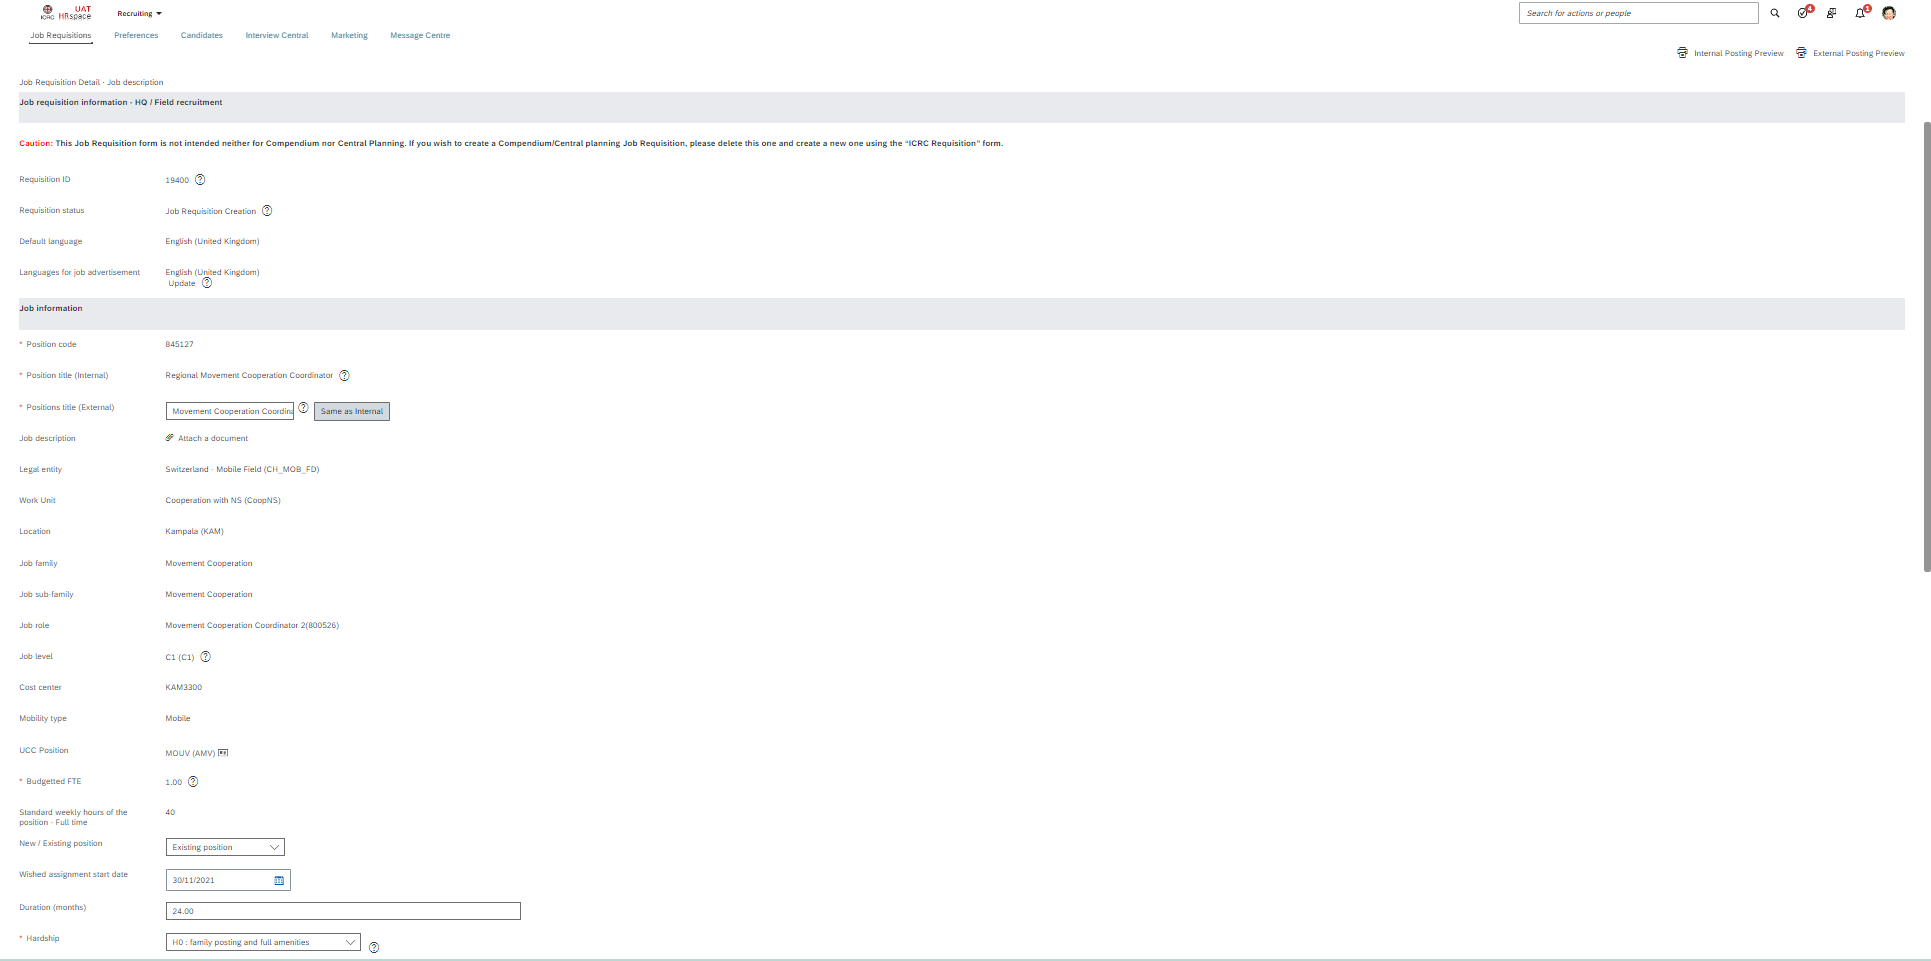 ICRC
UAT
HRspace
Recruiting
Search for actions or people
4
1
Job Requisitions
Preferences
Candidates
Interview Central
Marketing
Message Centre
Internal Posting Preview
External Posting Preview
Job Requisition Detail · Job description
Job requisition information - HQ / Field recruitment
Caution: This Job Requisition form is not intended neither for Compendium nor Central Planning. If you wish to create a Compendium/Central planning Job Requisition, please delete this one and create a new one using the “ICRC Requisition” form.
Requisition ID 19400 ?
Requisition status Job Requisition Creation ?
Default language English (United Kingdom)
Languages for job advertisement English (United Kingdom)
Update ?
Job information
* Position code 845127
* Position title (Internal) Regional Movement Cooperation Coordinator ?
* Positions title (External) Movement Cooperation Coordina ? Same as Internal
Job description Attach a document
Legal entity Switzerland - Mobile Field (CH_MOB_FD)
Work Unit Cooperation with NS (CoopNS)
Location Kampala (KAM)
Job family Movement Cooperation
Job sub-family Movement Cooperation
Job role Movement Cooperation Coordinator 2(800526)
Job level C1 (C1) ?
Cost center KAM3300
Mobility type Mobile
UCC Position MOUV (AMV)
* Budgetted FTE 1.00 ?
Standard weekly hours of the 40
position - Full time
New / Existing position Existing position
Wished assignment start date 30/11/2021
Duration (months) 24.00
* Hardship H0 : family posting and full amenities ?